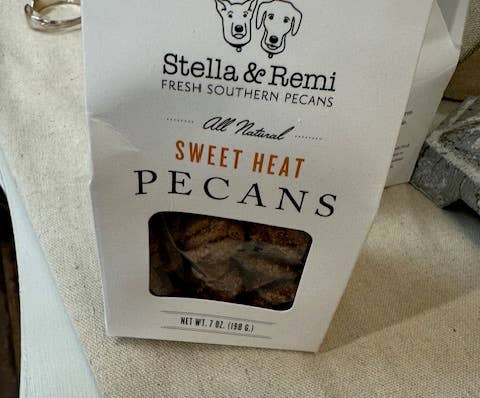 Stella & Remi
FRESH SOUTHERN PECANS
All Natural
SWEET HEAT
PECANS
NET WT. 7 OZ. (198 G.)